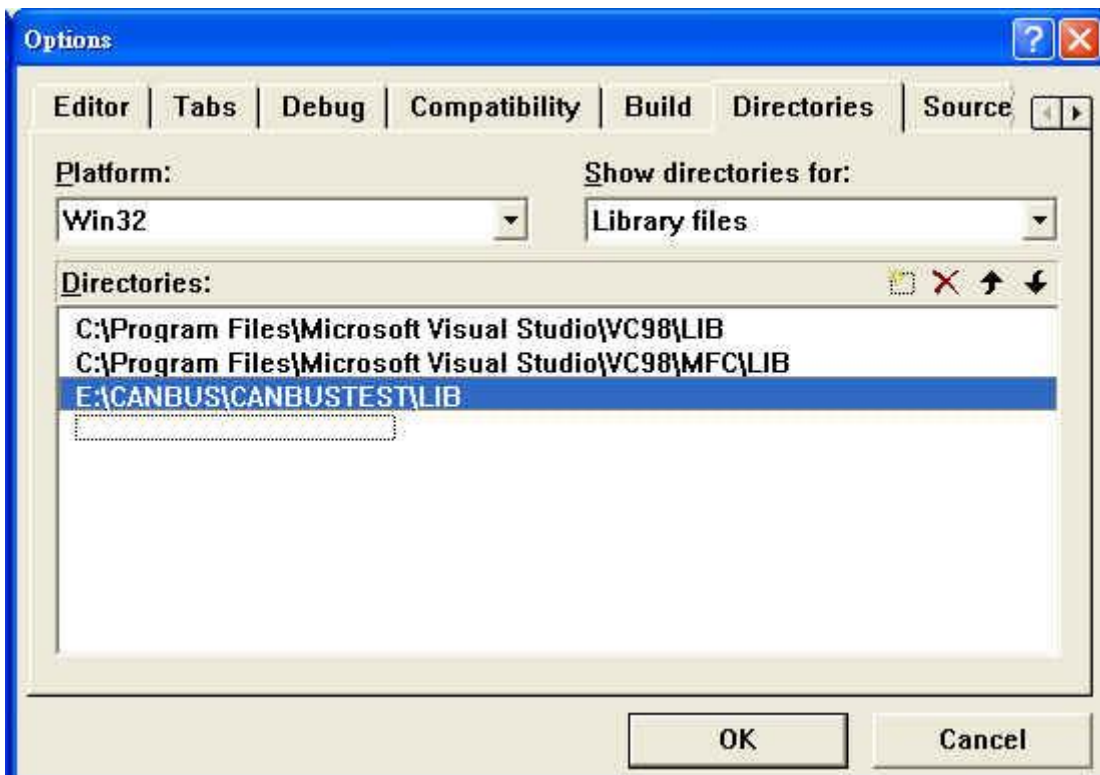 Options
Editor Tabs Debug Compatibility Build Directories Source
Platform: Show directories for:
Win32 Library files
Directories:
C:\Program Files\Microsoft Visual Studio\VC98\LIB
C:\Program Files\Microsoft Visual Studio\VC98\MFC\LIB
E:\CANBUS\CANBUSTEST\LIB
OK Cancel